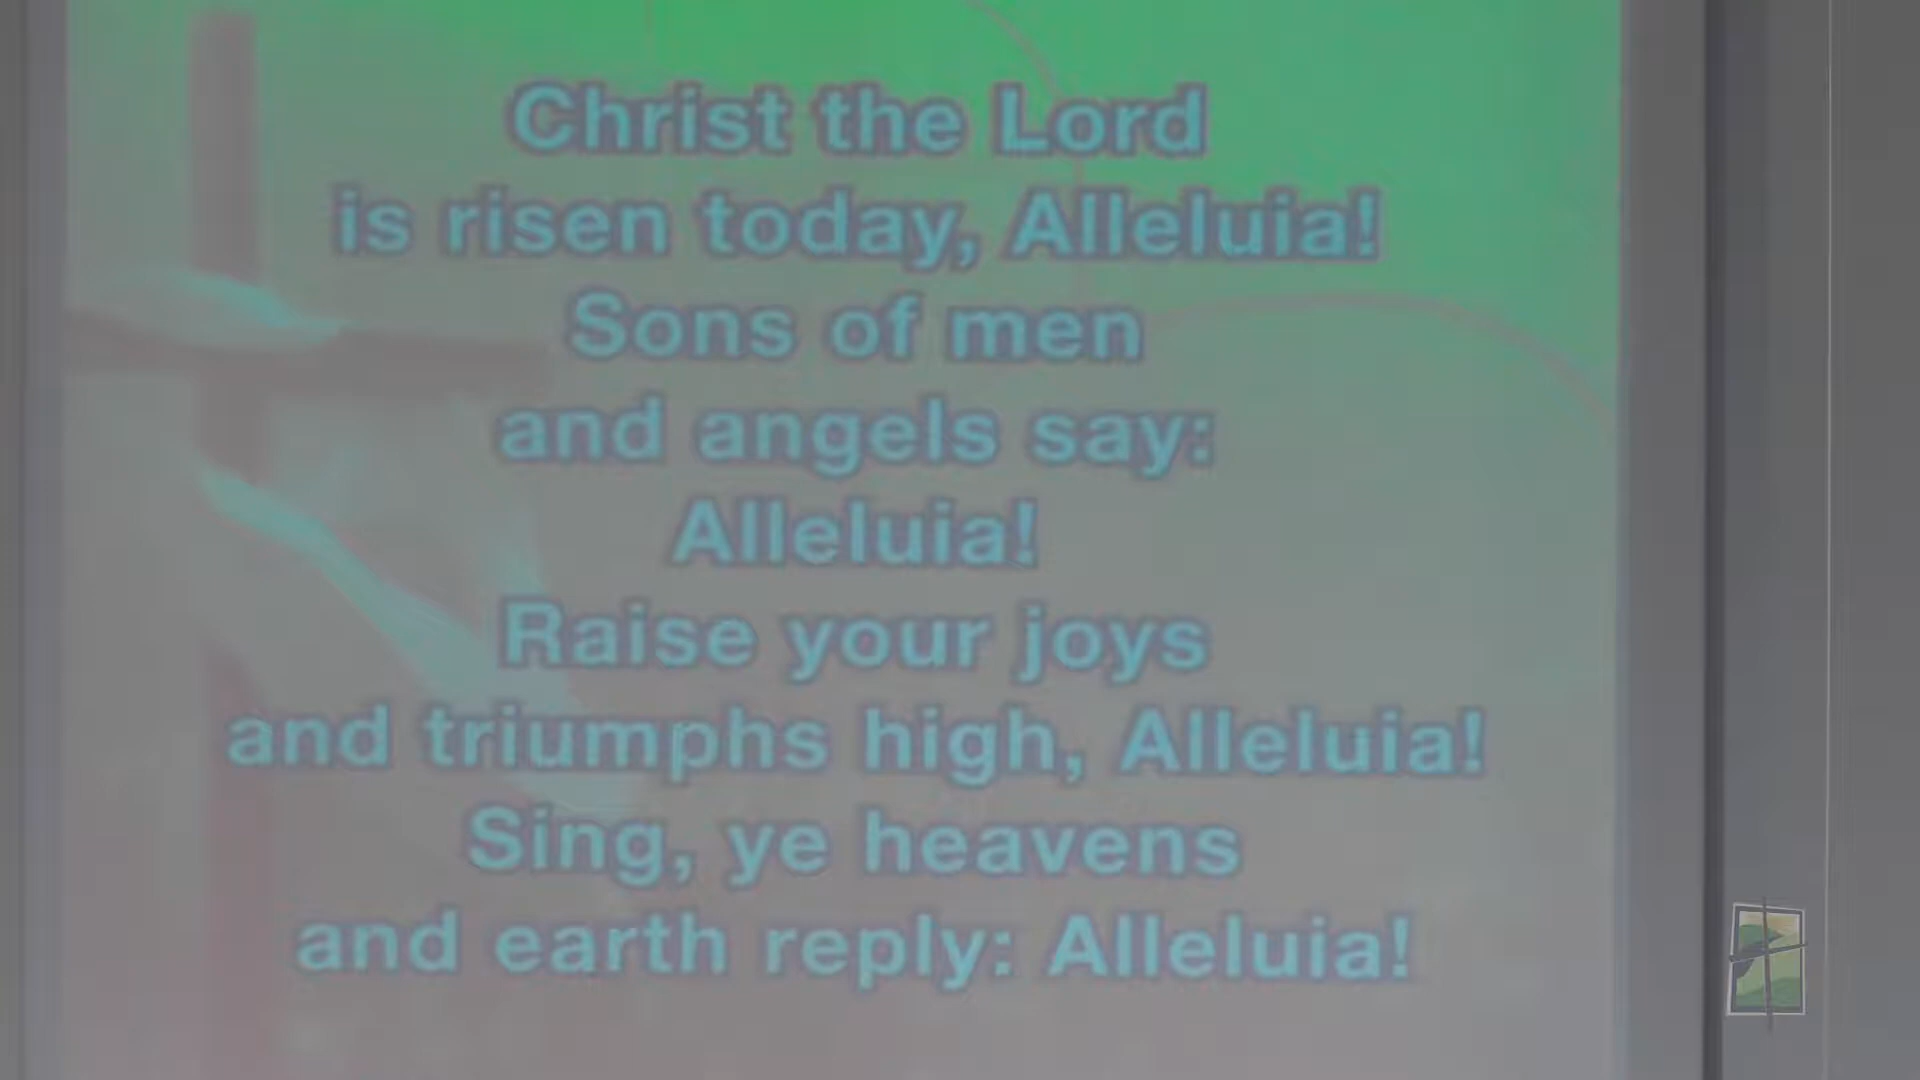 Christ the Lord
is risen today, Alleluia!
Sons of men
and angels say:
Alleluia!
Raise your joys
and triumphs high, Alleluia!
Sing, ye heavens
and earth reply: Alleluia!